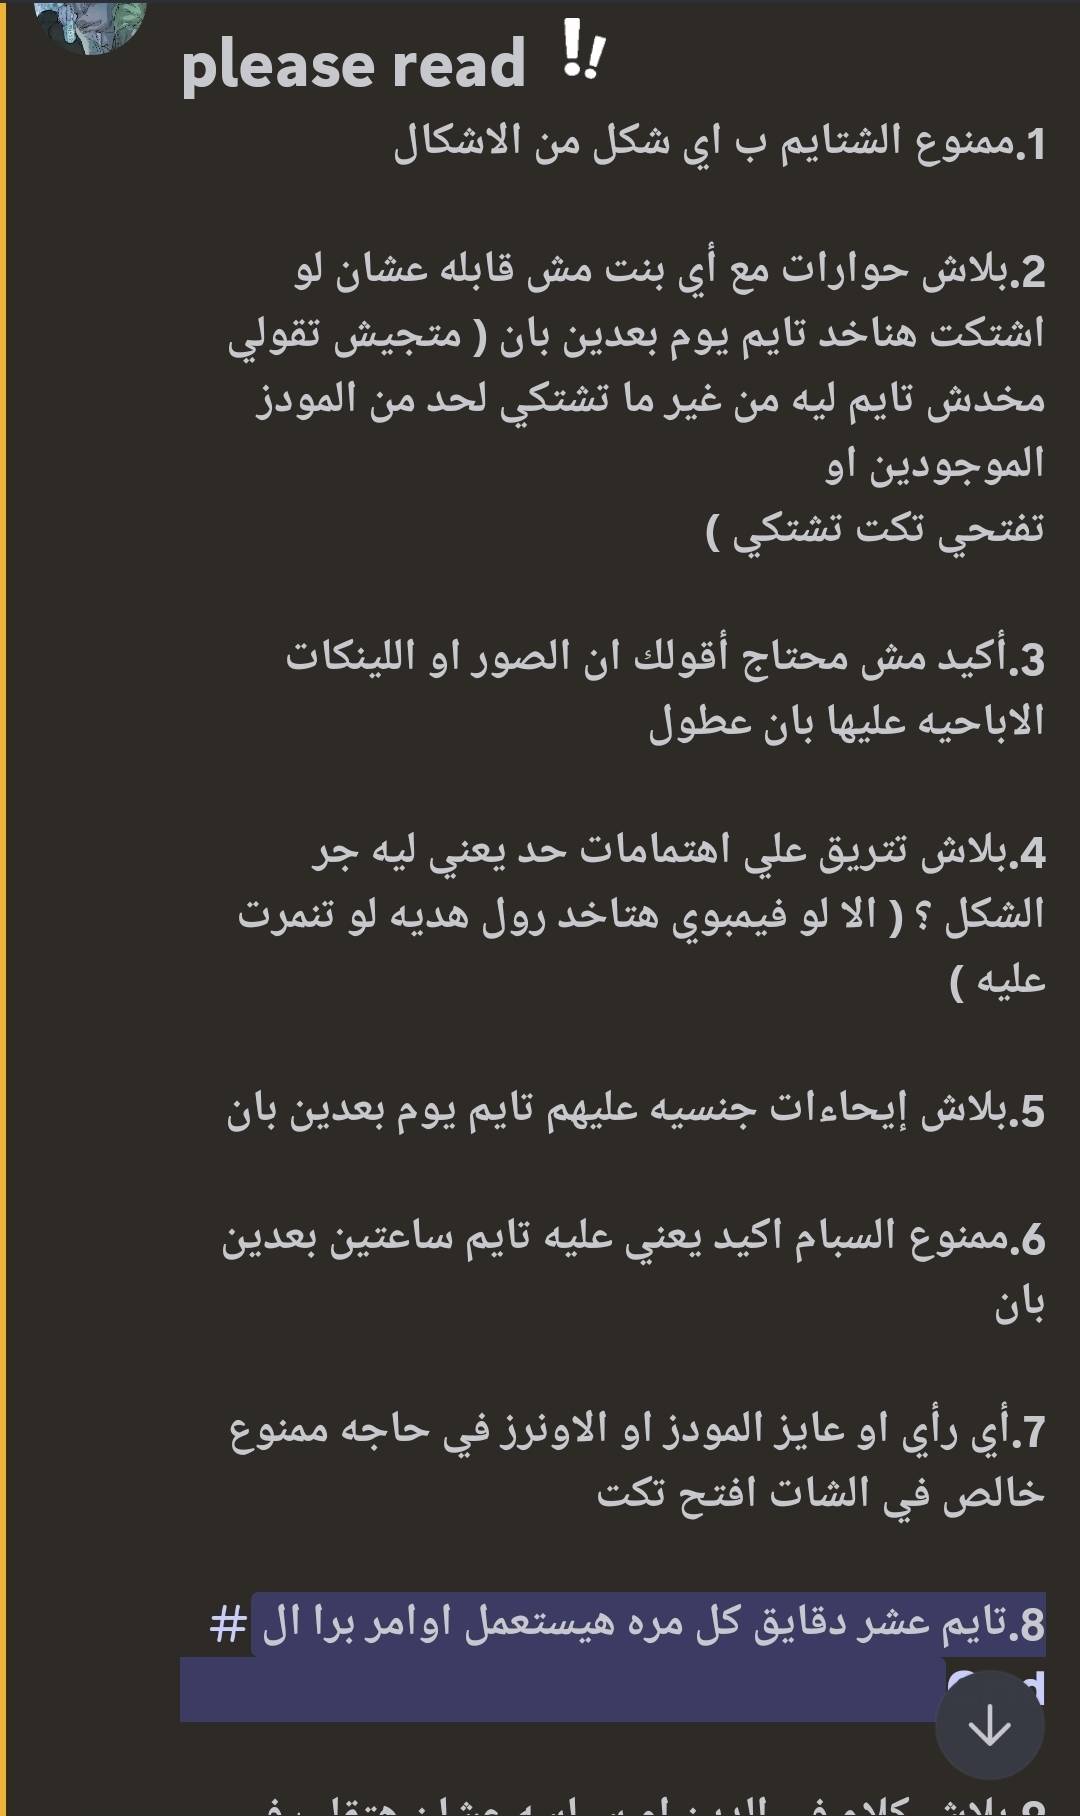 please read ‼️
1.ممنوع الشتايم ب اي شكل من الاشكال
2.بلاش حوارات مع أي بنت مش قابله عشان لو
اشتكت هناخد تايم يوم بعدين بان ( متجيش تقولي
مخدش تايم ليه من غير ما تشتكي لحد من المودز
الموجودين او
تفتحي تكت تشتكي )
3.أكيد مش محتاج أقولك ان الصور او اللينكات
الاباحيه عليها بان عطول
4.بلاش تتريق علي اهتمامات حد يعني ليه جر
الشكل ؟ ( الا لو فيمبوي هتاخد رول هديه لو تنمرت
عليه )
5.بلاش إيحاءات جنسيه عليهم تايم يوم بعدين بان
6.ممنوع السبام اكيد يعني عليه تايم ساعتين بعدين
بان
7.أي رأي او عايز المودز او الاونرز في حاجه ممنوع
خالص في الشات افتح تكت
8.تايم عشر دقايق كل مره هيستعمل اوامر برا ال #